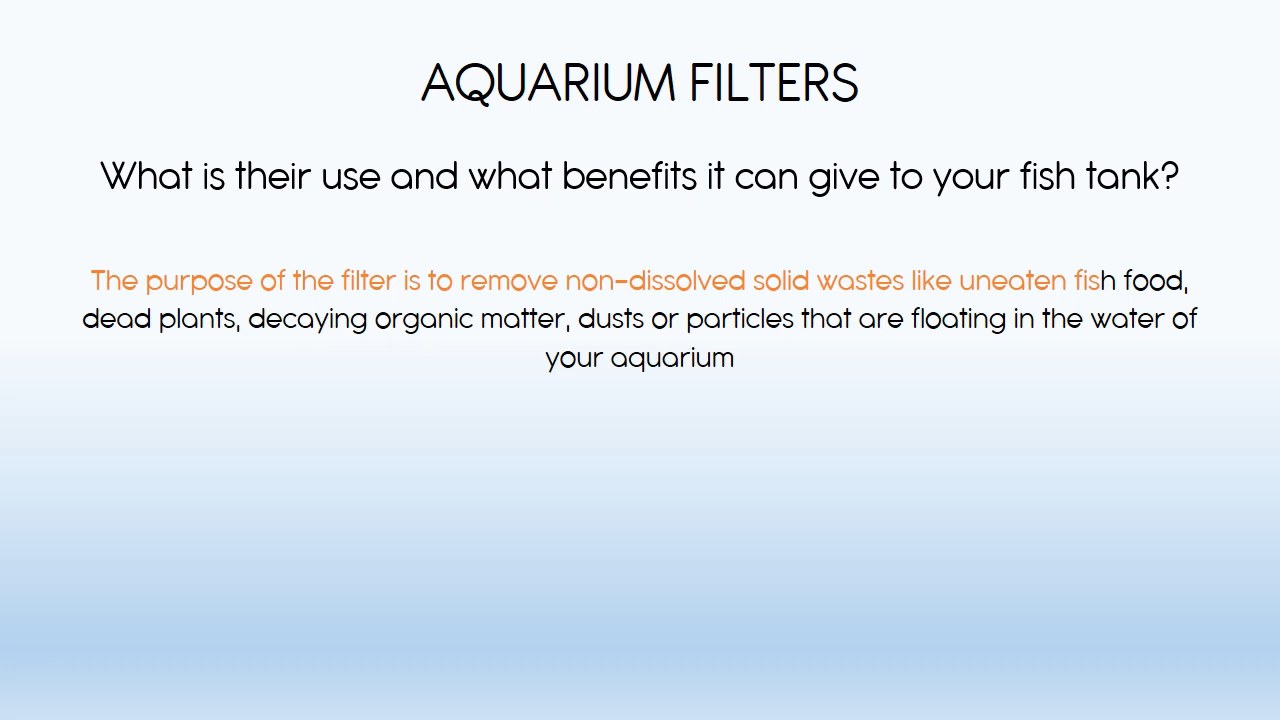 AQUARIUM FILTERS
What is their use and what benefits it can give to your fish tank?
The purpose of the filter is to remove non-dissolved solid wastes like uneaten fish food,
dead plants, decaying organic matter, dusts or particles that are floating in the water of
your aquarium